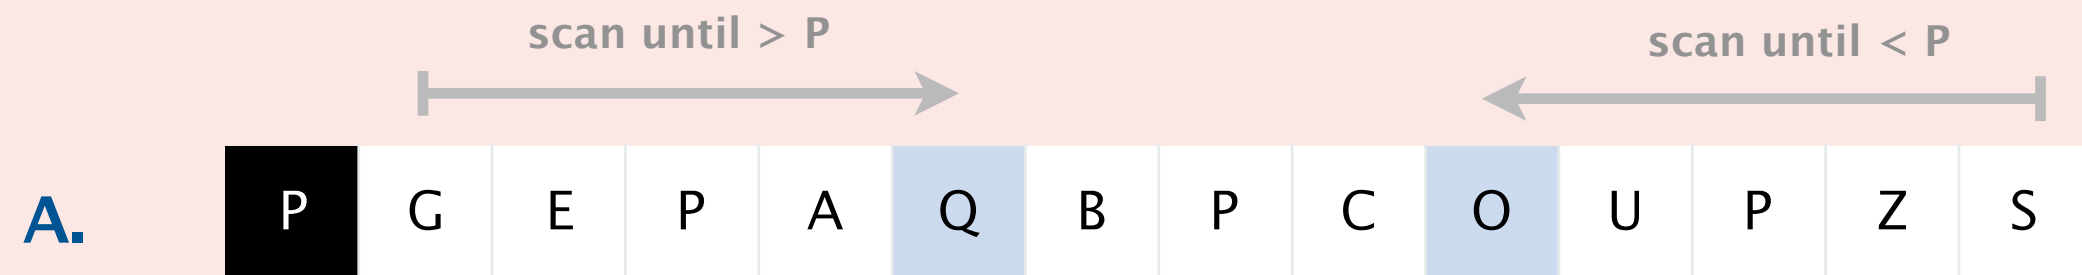 scan until > P
scan until < P
A. P G E P A Q B P C O U P Z S